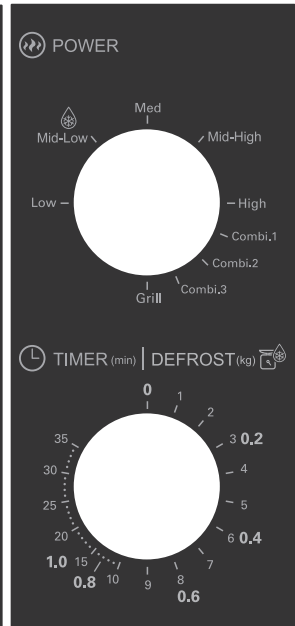 POWER
Med
Mid-Low
Mid-High
Low
High
Combi.1
Combi.2
Combi.3
Grill
TIMER (min) | DEFROST (kg)
0
1
2
3 0.2
4
5
6 0.4
7
8
0.6
9
10
0.8
15
1.0
20
25
30
35